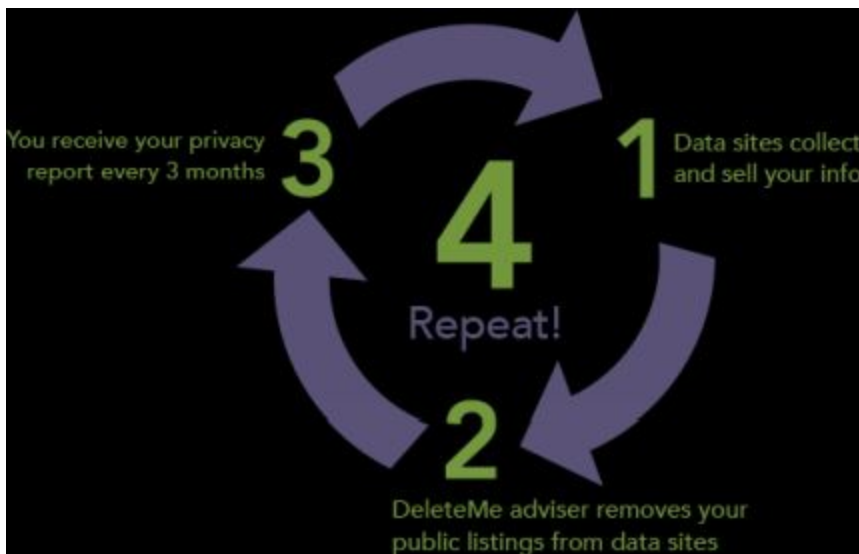 1
Data sites collect
and sell your info
2
DeleteMe adviser removes your
public listings from data sites
3
You receive your privacy
report every 3 months
4
Repeat!